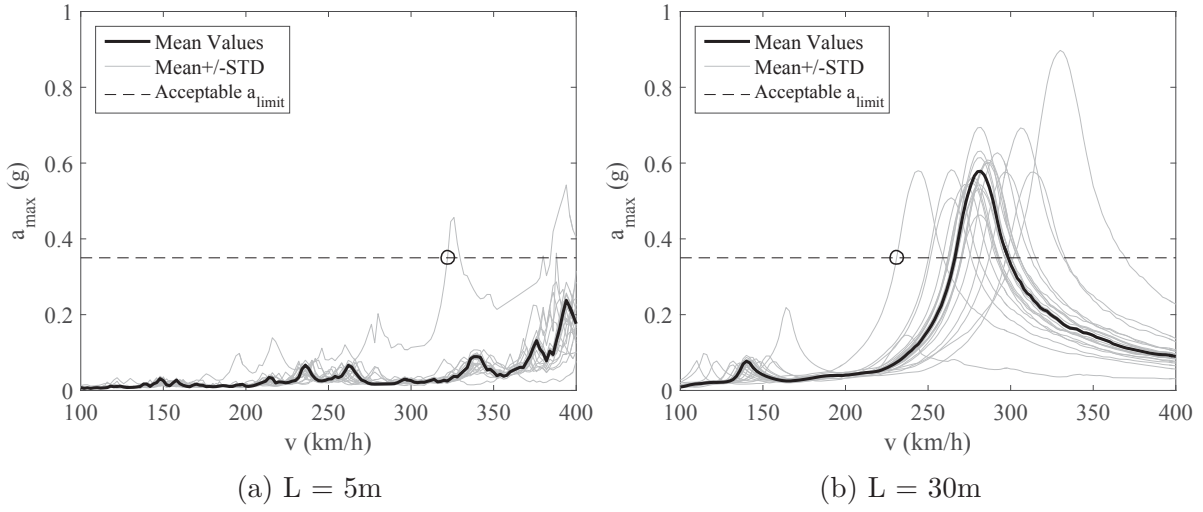 1
0.8
0.6
0.4
0.2
0
a_max (g)
Mean Values
Mean+/-STD
Acceptable a_limit
100 150 200 250 300 350 400
v (km/h)
(a) L = 5m
1
0.8
0.6
0.4
0.2
0
a_max (g)
Mean Values
Mean+/-STD
Acceptable a_limit
100 150 200 250 300 350 400
v (km/h)
(b) L = 30m